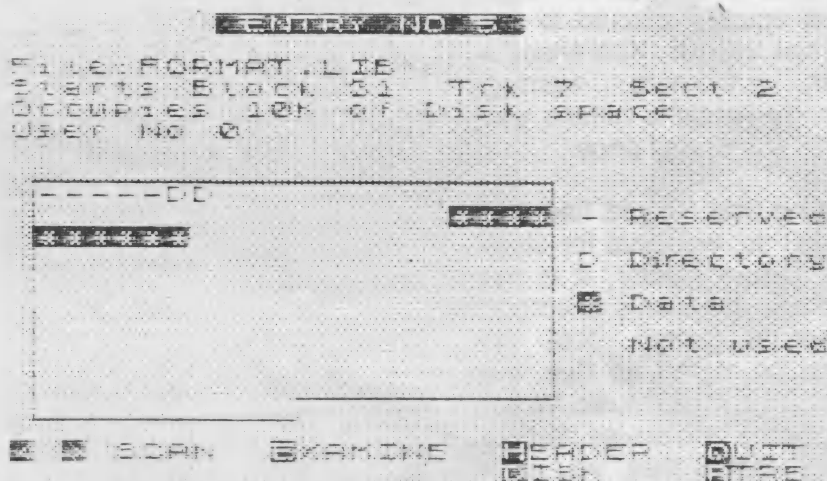 ENTRY NO 5
File FORMAT.LIB
Starts Block 31 Trk 7 Sect 2
Occupies 10k of Disk space
User No 0
-----DD
****
******
- Reserved
D Directory
* Data
Not used
SCAN EXAMINE HEADER QUIT